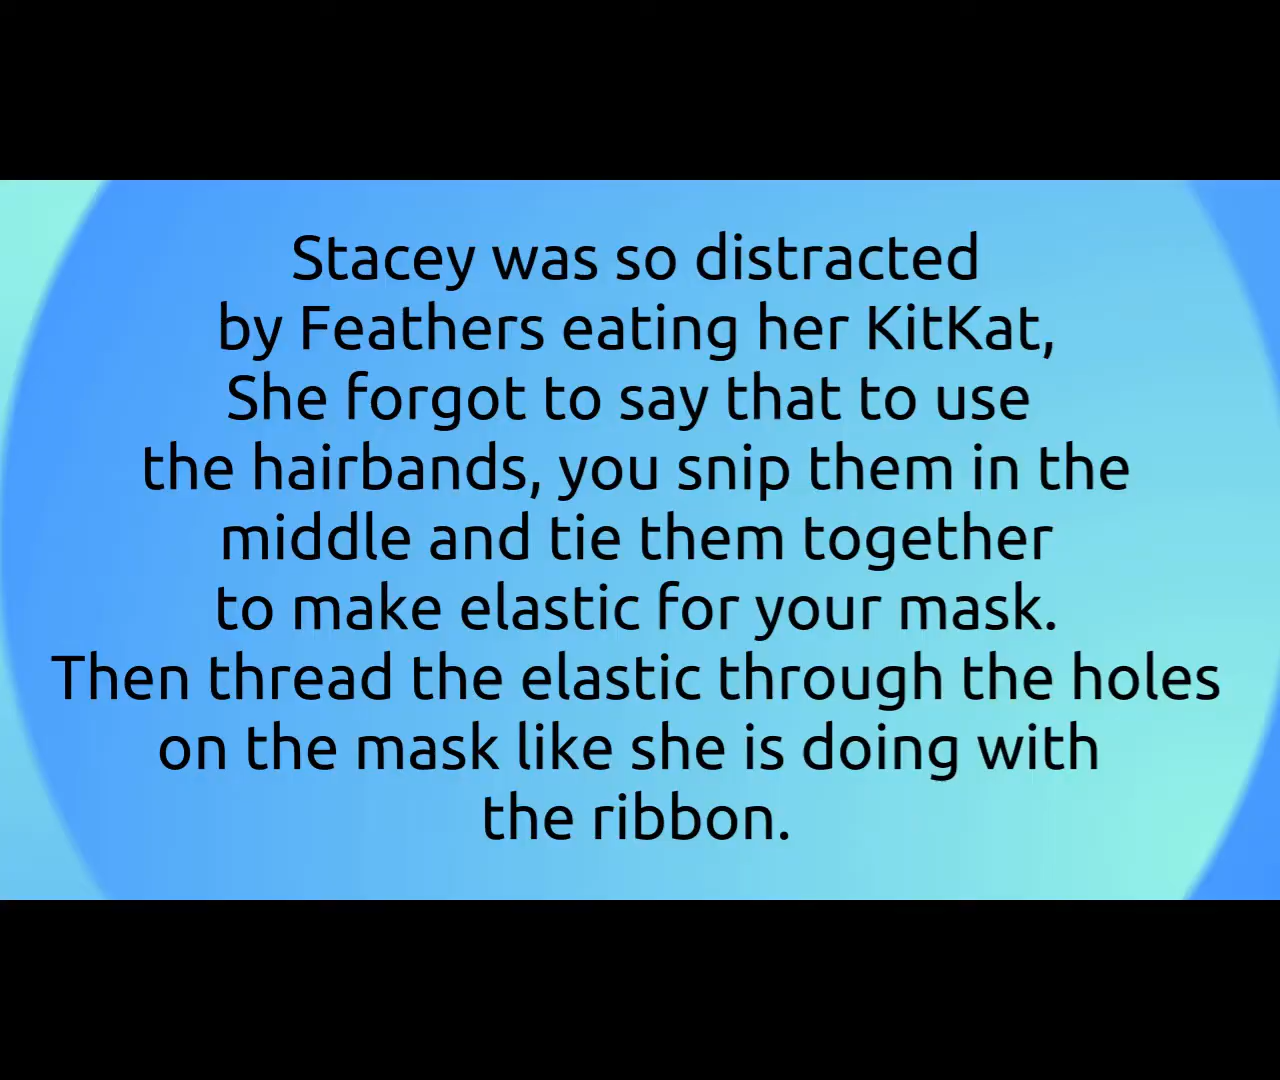 Stacey was so distracted
by Feathers eating her KitKat,
She forgot to say that to use
the hairbands, you snip them in the
middle and tie them together
to make elastic for your mask.
Then thread the elastic through the holes
on the mask like she is doing with
the ribbon.